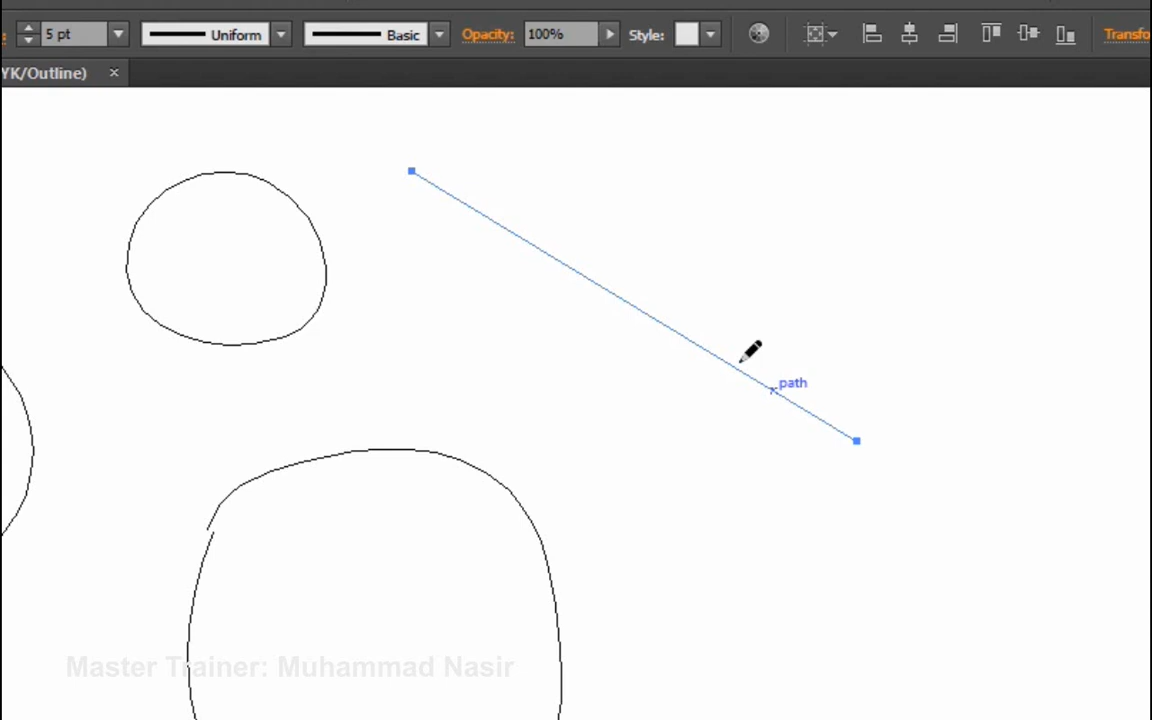 5 pt Uniform Basic Opacity: 100% Style: Transfo
YK/Outline) ×
path
Master Trainer: Muhammad Nasir